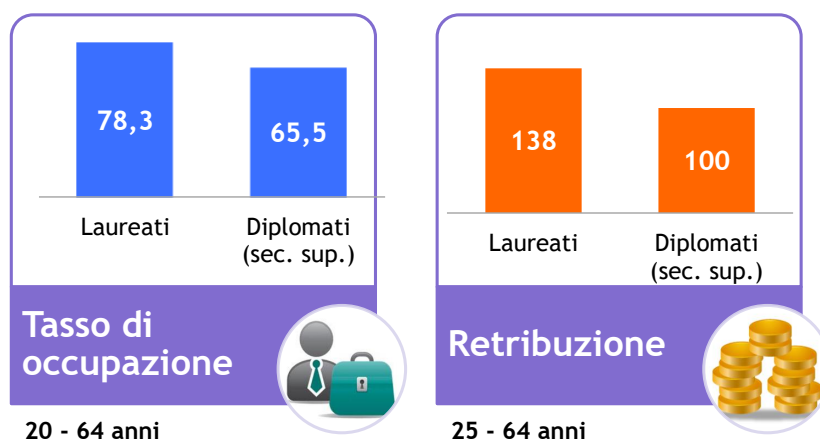 78,3
65,5
Laureati
Diplomati
(sec. sup.)
Tasso di
occupazione
20 - 64 anni
138
100
Laureati
Diplomati
(sec. sup.)
Retribuzione
25 - 64 anni